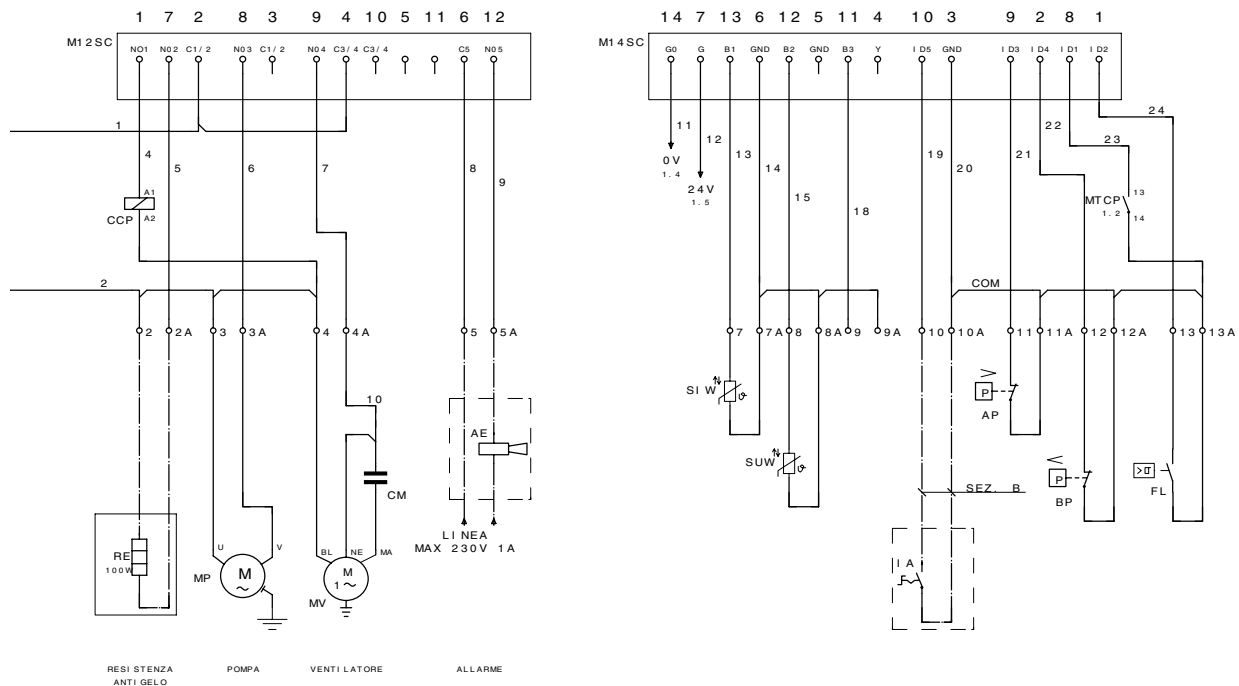 1 7 2 8 3 9 4 10 5 11 6 12
14 7 13 6 12 5 11 4 10 3 9 2 8 1
M12SC
NO1 NO2 C1/2 NO3 C1/2 NO4 C3/4 C3/4 C5 NO5
M14SC
G0 G B1 GND B2 GND B3 Y ID5 GND ID3 ID4 ID1 ID2
1
4 5 6 7 8 9
11 12 13 14 15 18 19 20 21 22 23 24
0V
1.4
24V
1.5
A1
CCP A2
MTCP
1.2
13
14
2
COM
2 2A 3 3A 4 4A 5 5A
7 7A 8 8A 9 9A 10 10A 11 11A 12 12A 13 13A
10
SIW
ϑ
>
P
AP
AE
SUW
ϑ
<
P
BP
>
FL
CM
SEZ. B
LINEA
MAX 230V 1A
RE
100W
U V
MP
M
~
BL NE MA
M
1~
MV
IA
RESISTENZA
ANTIGELO
POMPA
VENTILATORE
ALLARME